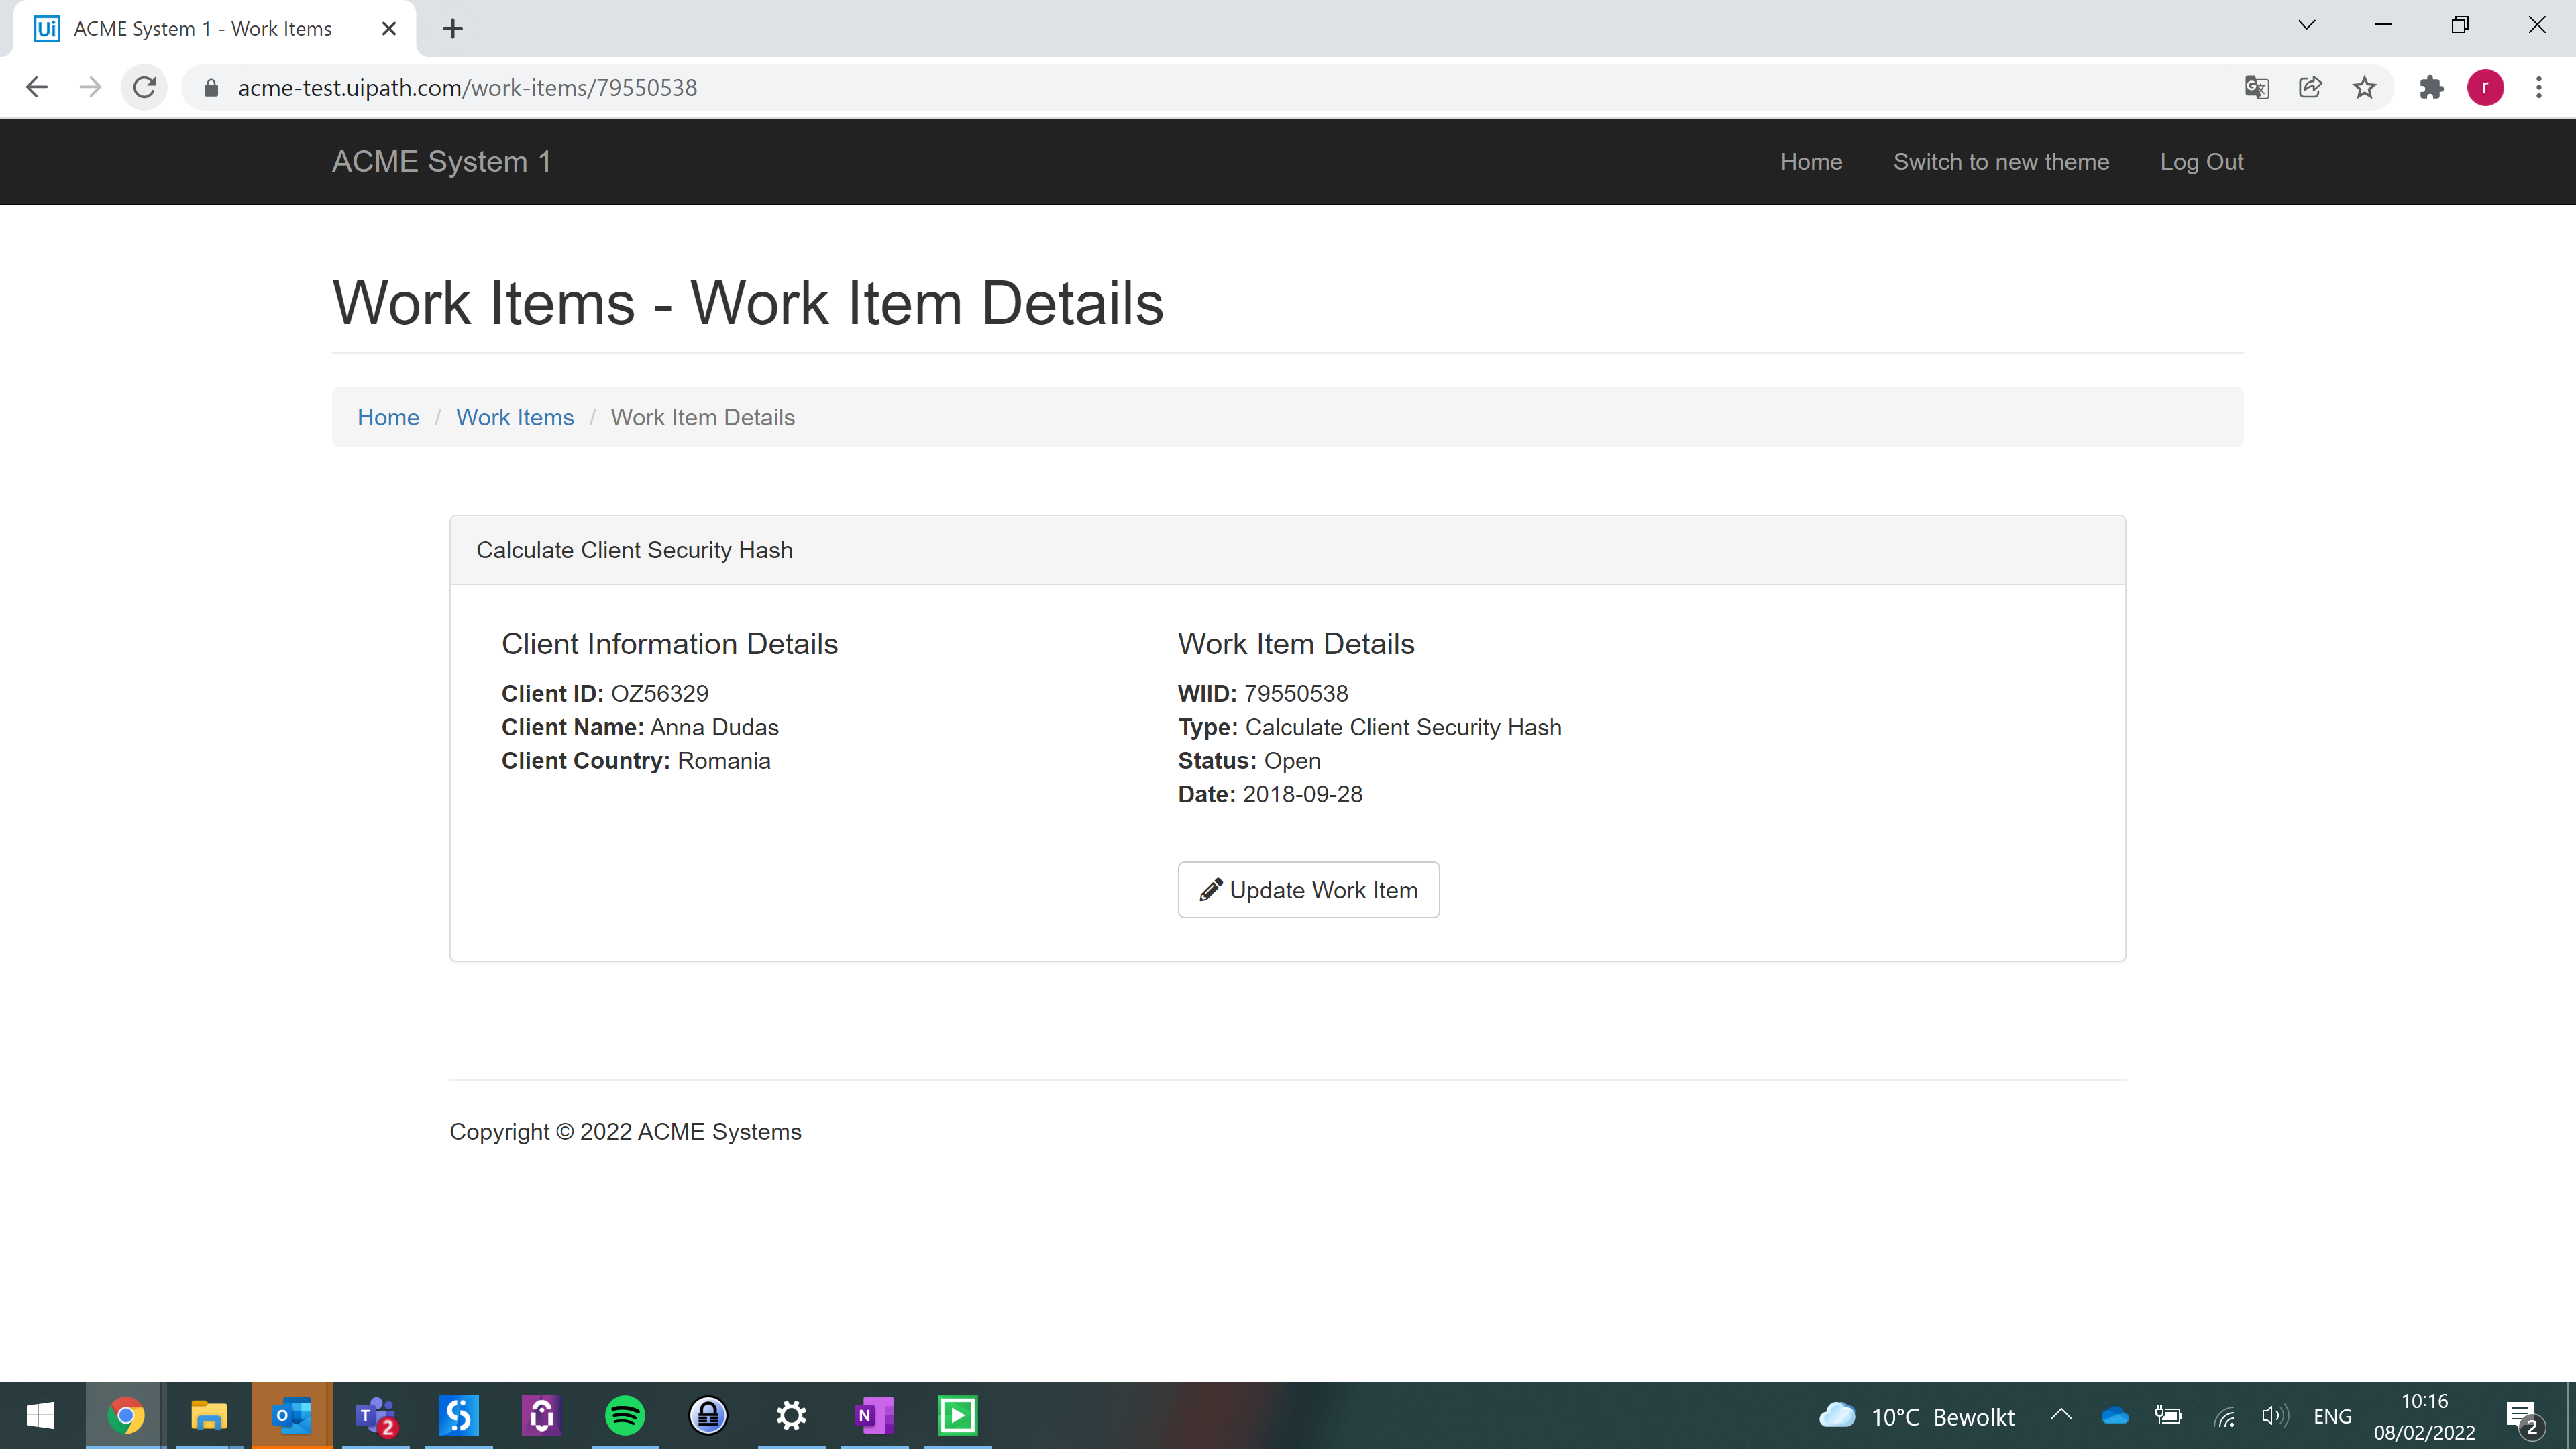 Ui ACME System 1 - Work Items
acme-test.uipath.com/work-items/79550538
r
ACME System 1 Home Switch to new theme Log Out
Work Items - Work Item Details
Home / Work Items / Work Item Details
Calculate Client Security Hash
Client Information Details
Client ID: OZ56329
Client Name: Anna Dudas
Client Country: Romania
Work Item Details
WIID: 79550538
Type: Calculate Client Security Hash
Status: Open
Date: 2018-09-28
Update Work Item
Copyright © 2022 ACME Systems
10°C Bewolkt ENG
10:16
08/02/2022
2